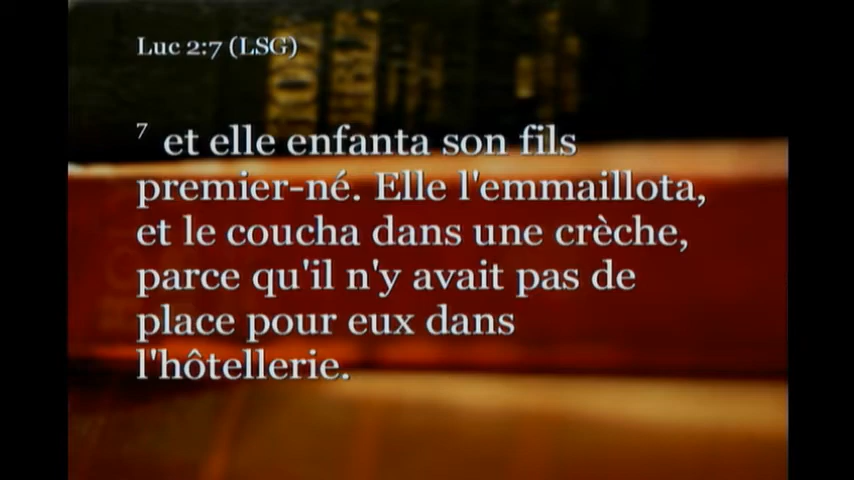 Luc 2:7 (LSG)
7 et elle enfanta son fils
premier-né. Elle l'emmaillota,
et le coucha dans une crèche,
parce qu'il n'y avait pas de
place pour eux dans
l'hôtellerie.